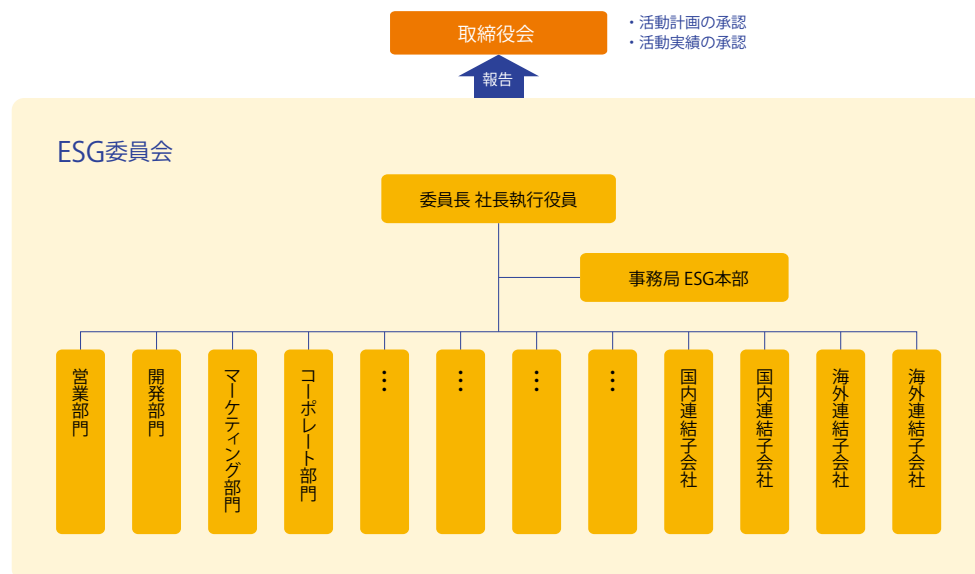 取締役会
・活動計画の承認
・活動実績の承認
報告
ESG委員会
委員長 社長執行役員
事務局 ESG本部
営業部門
開発部門
マーケティング部門
コーポレート部門
…
…
…
…
国内連結子会社
国内連結子会社
海外連結子会社
海外連結子会社